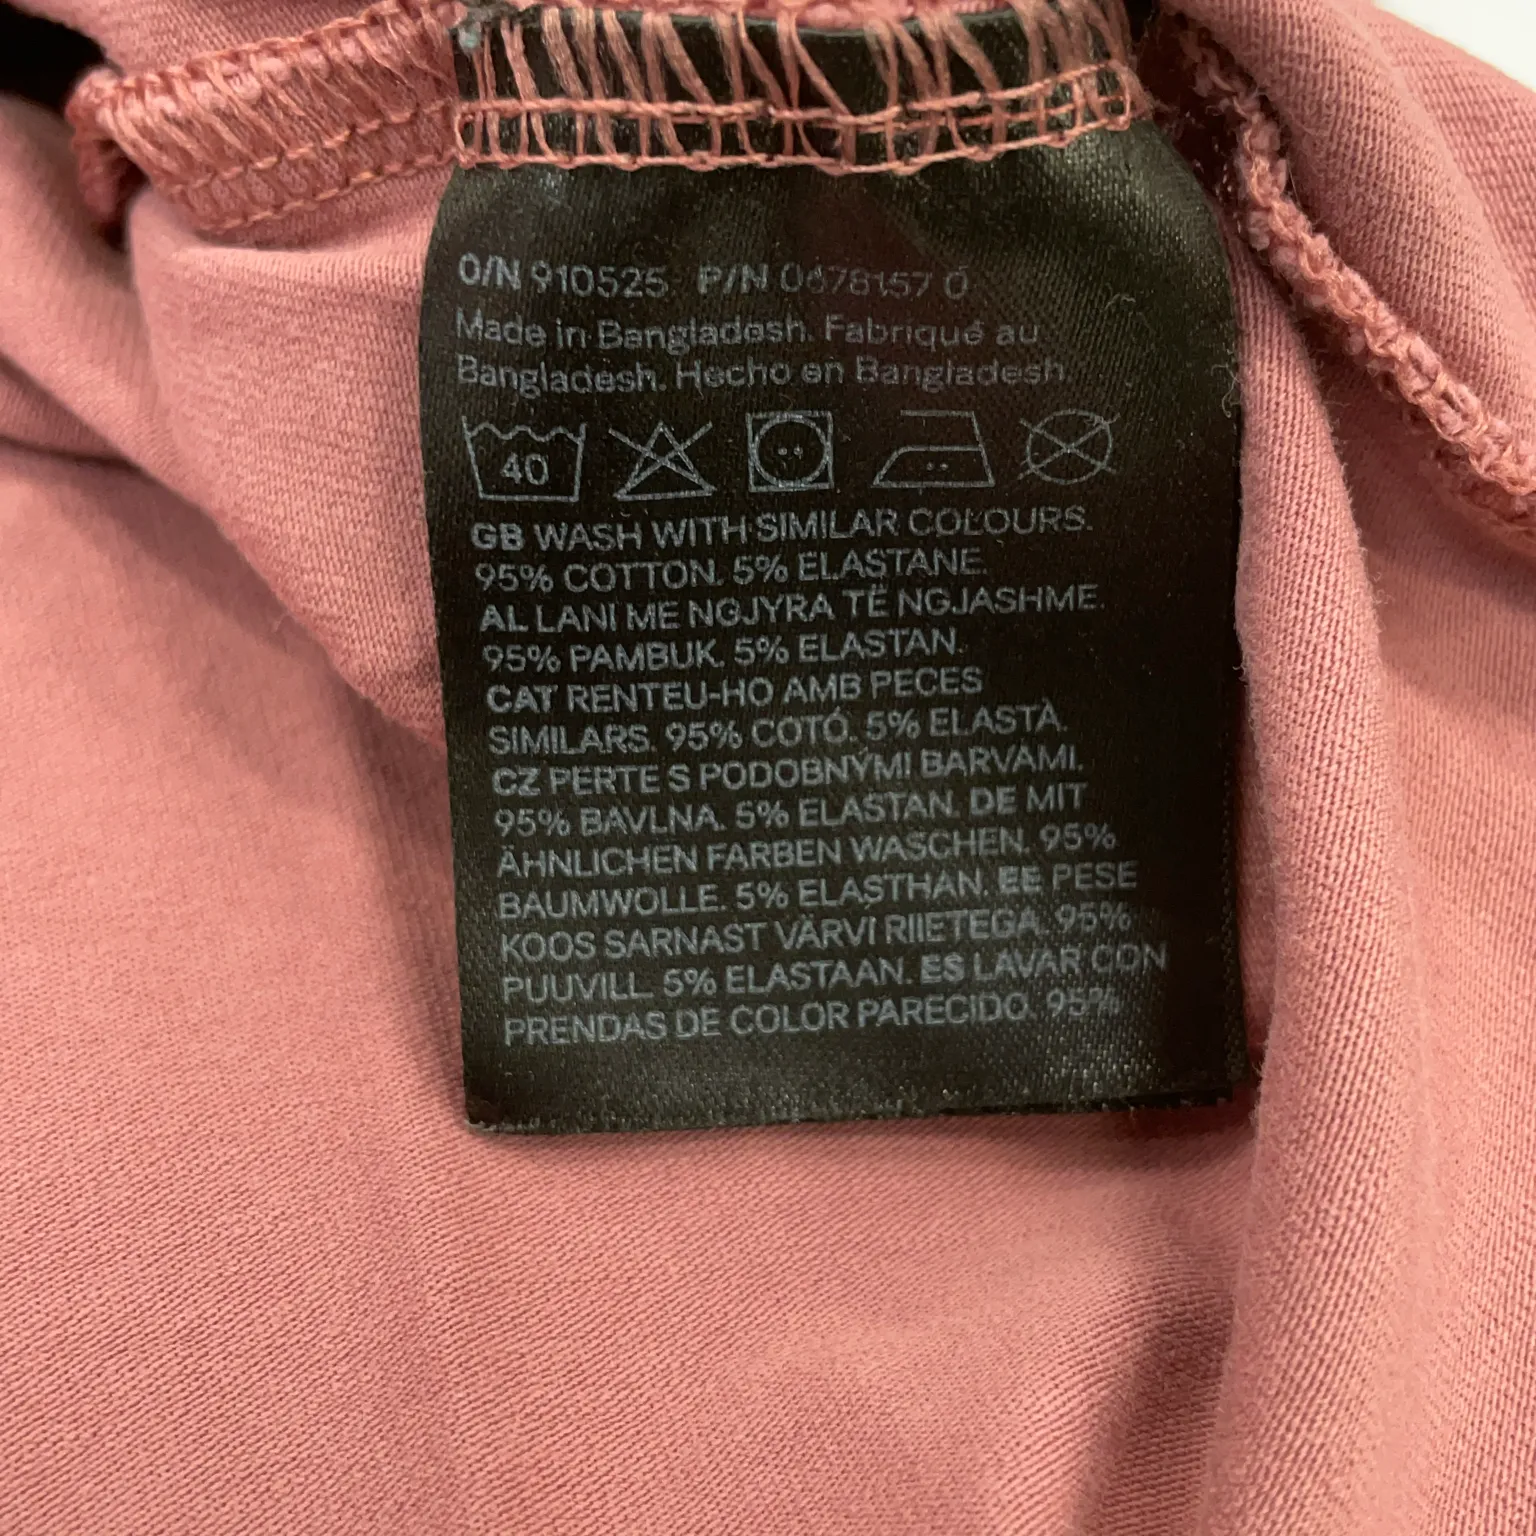 O/N 910525 P/N 0678157 0
Made in Bangladesh. Fabriqué au
Bangladesh. Hecho en Bangladesh.
40
GB WASH WITH SIMILAR COLOURS.
95% COTTON. 5% ELASTANE.
AL LANI ME NGJYRA TË NGJASHME.
95% PAMBUK. 5% ELASTAN.
CAT RENTEU-HO AMB PECES
SIMILARS. 95% COTÓ. 5% ELASTÀ.
CZ PERTE S PODOBNÝMI BARVAMI.
95% BAVLNA. 5% ELASTAN. DE MIT
ÄHNLICHEN FARBEN WASCHEN. 95%
BAUMWOLLE. 5% ELASTHAN. EE PESE
KOOS SARNAST VÄRVI RIIETEGA. 95%
PUUVILL. 5% ELASTAAN. ES LAVAR CON
PRENDAS DE COLOR PARECIDO. 95%